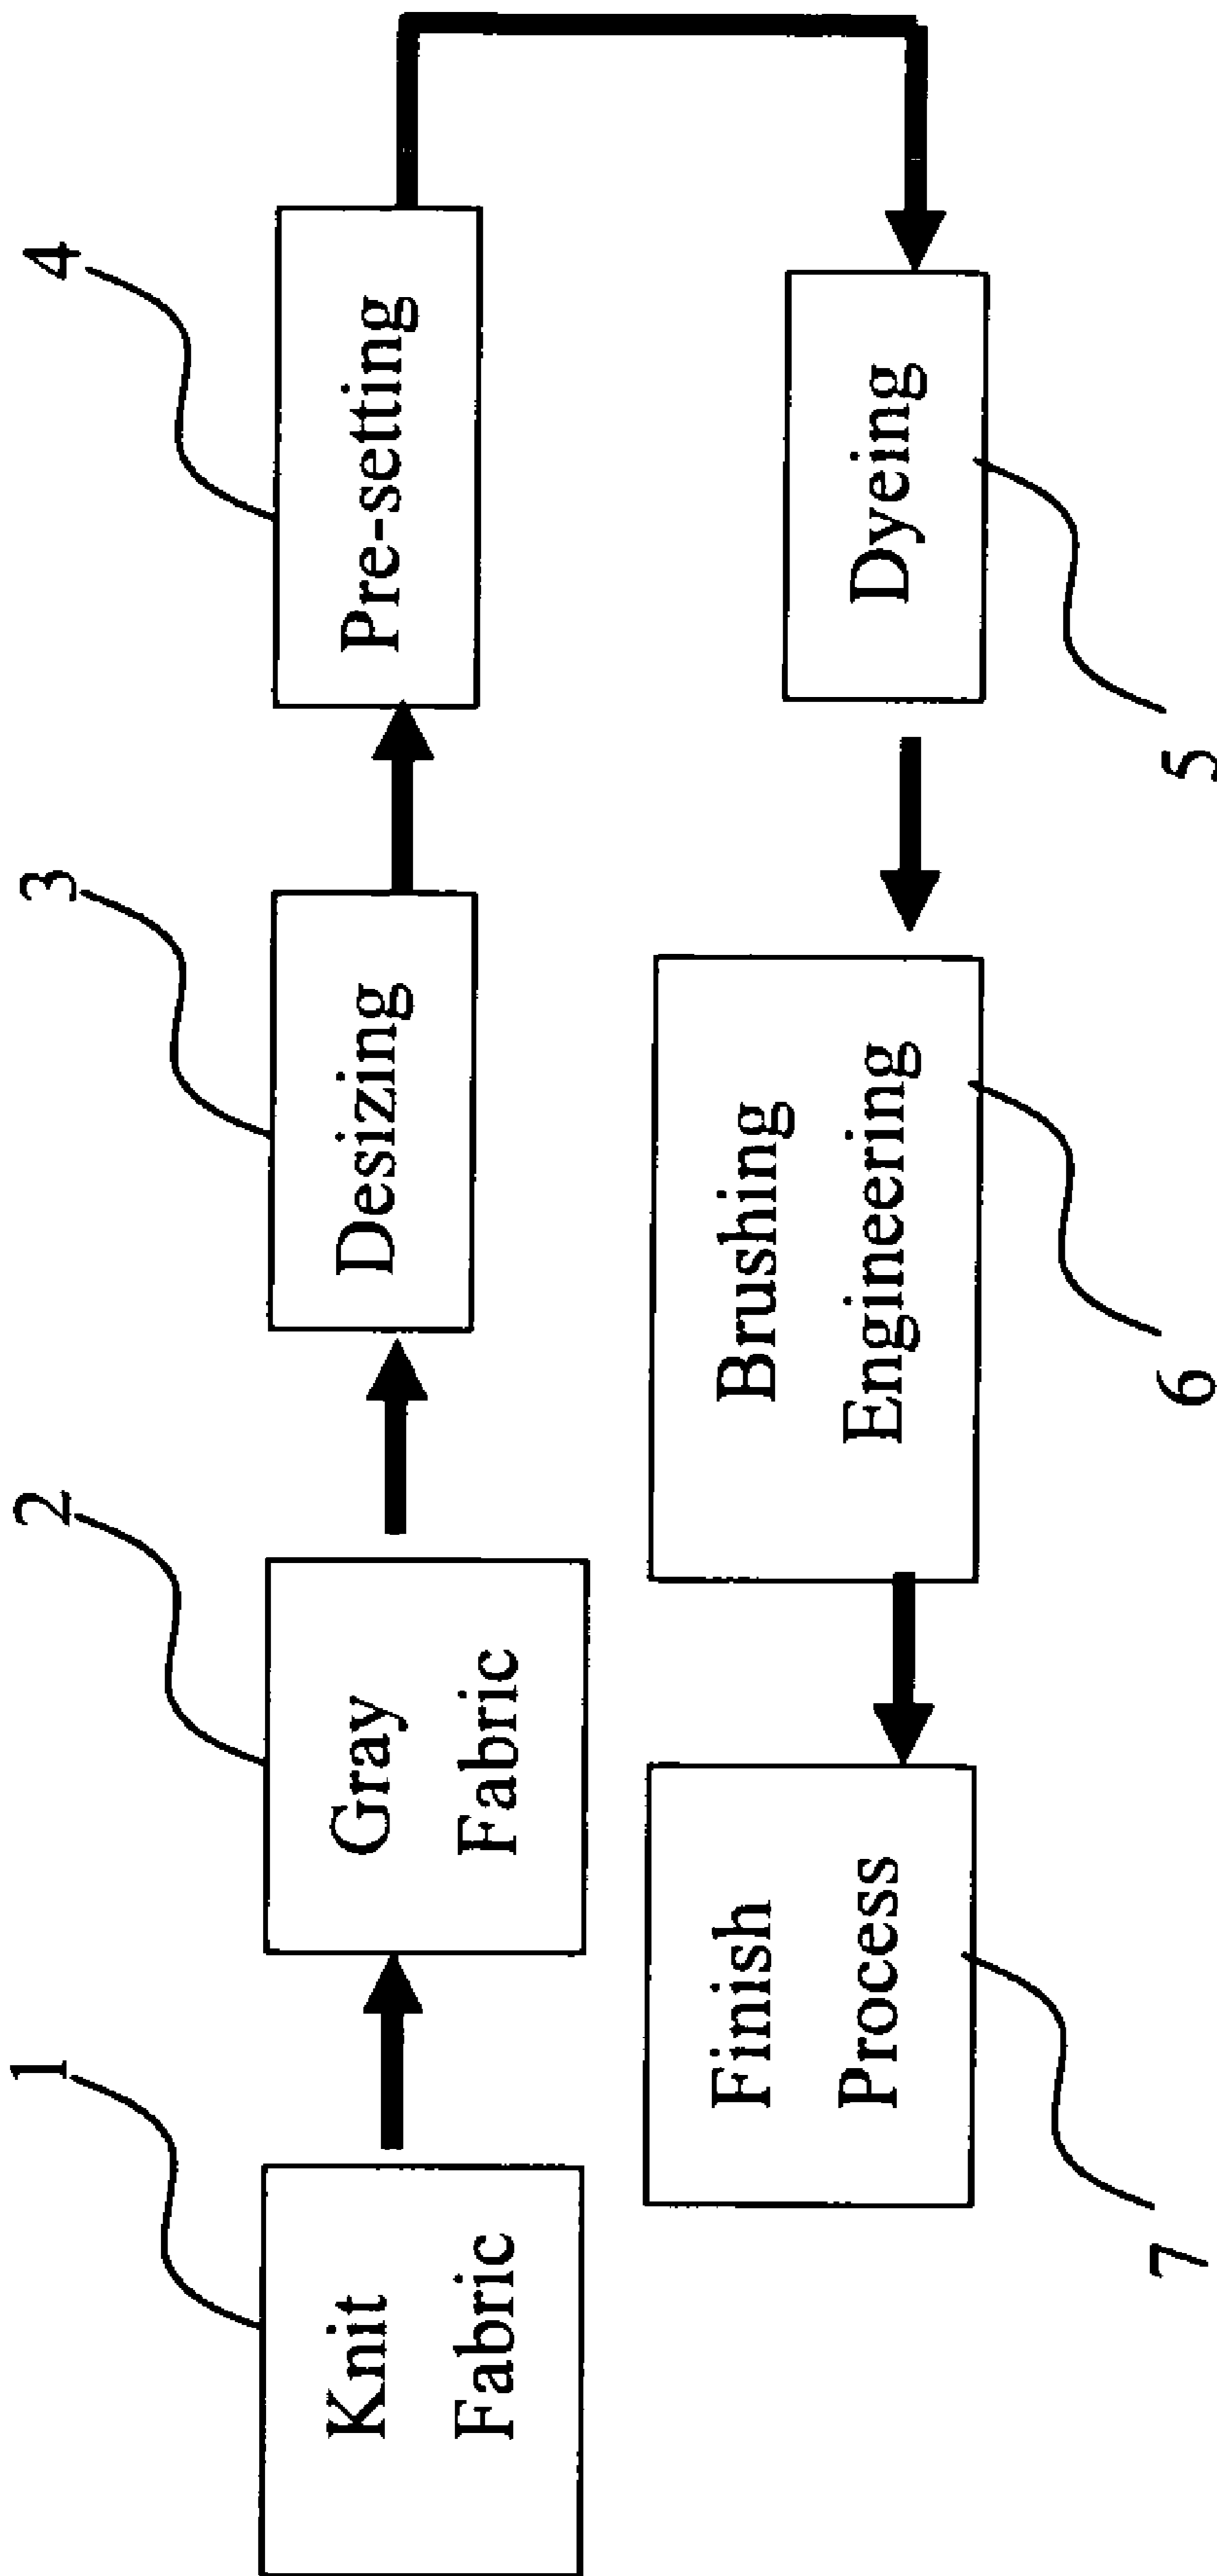 1
Knit
Fabric
2
Gray
Fabric
3
Desizing
4
Pre-setting
Dyeing
5
Brushing
Engineering
6
Finish
Process
7